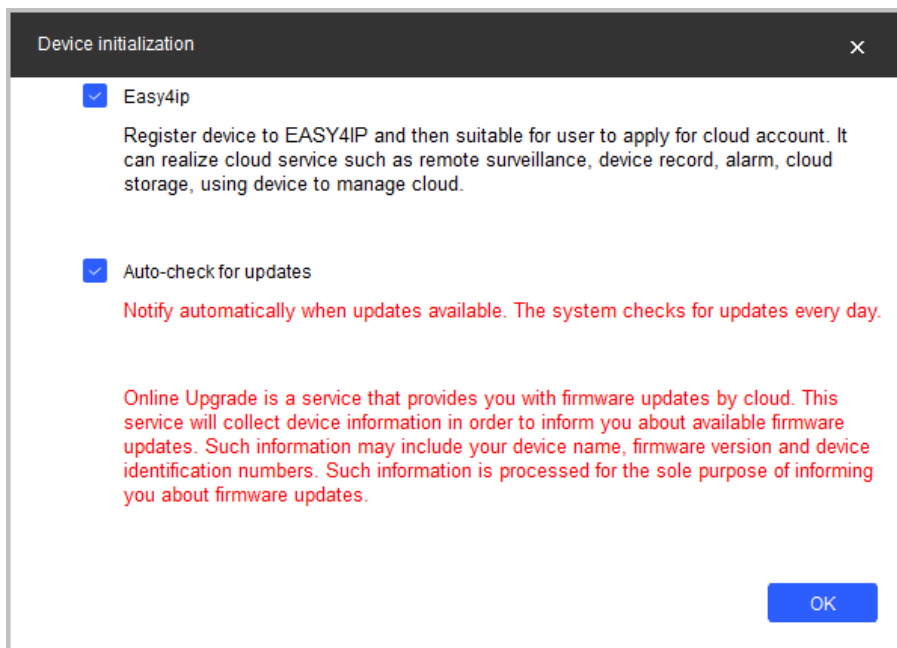 Device initialization
Easy4ip
Register device to EASY4IP and then suitable for user to apply for cloud account. It
can realize cloud service such as remote surveillance, device record, alarm, cloud
storage, using device to manage cloud.
Auto-check for updates
Notify automatically when updates available. The system checks for updates every day.
Online Upgrade is a service that provides you with firmware updates by cloud. This
service will collect device information in order to inform you about available firmware
updates. Such information may include your device name, firmware version and device
identification numbers. Such information is processed for the sole purpose of informing
you about firmware updates.
OK